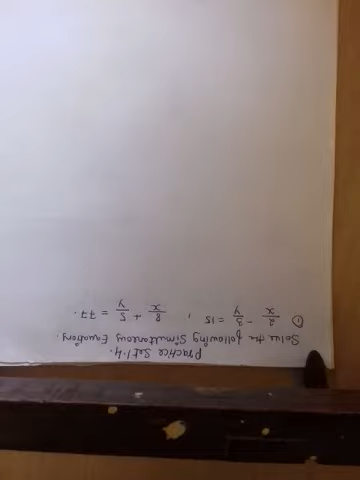 Practice Set 1.4.
Solve the following Simultaneous Equations.
① 2/x - 3/y = 15 , 8/x + 5/y = 77.